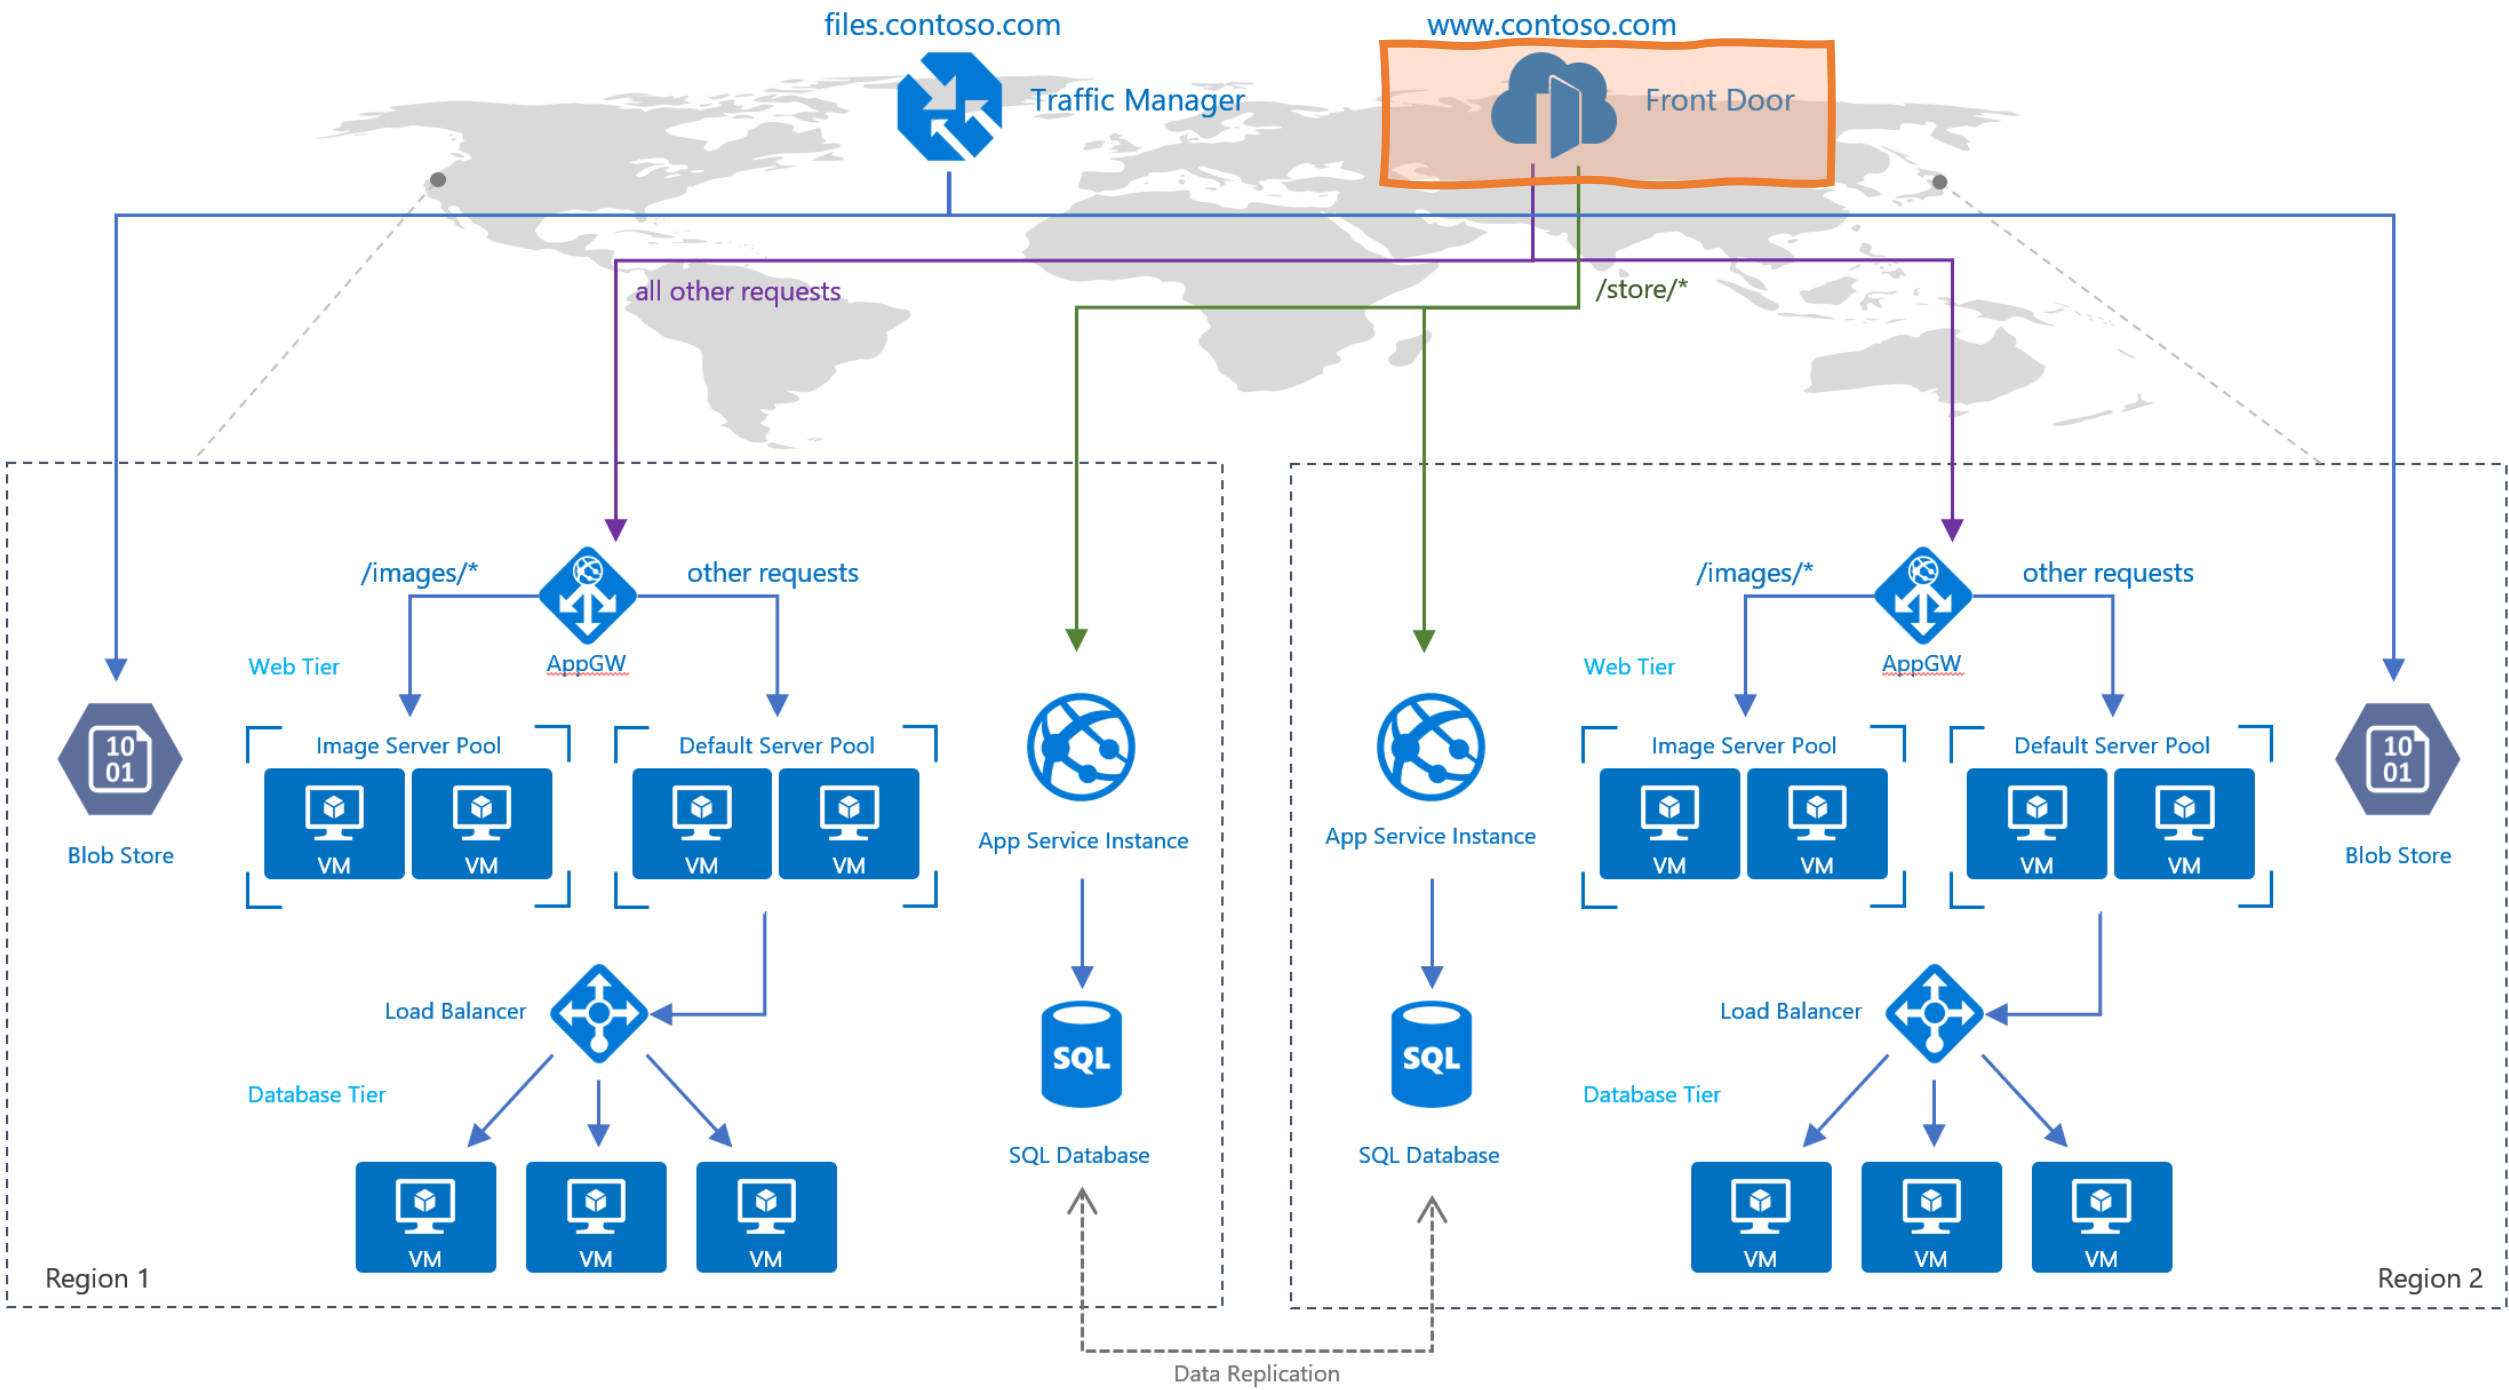 files.contoso.com
www.contoso.com
Traffic Manager
Front Door
all other requests
/store/*
/images/*
other requests
AppGW
Web Tier
Image Server Pool
Default Server Pool
10
01
VM
VM
VM
VM
Blob Store
App Service Instance
Load Balancer
SQL
Database Tier
SQL Database
VM
VM
VM
Region 1
/images/*
other requests
AppGW
Web Tier
Image Server Pool
Default Server Pool
10
01
VM
VM
VM
VM
App Service Instance
Blob Store
Load Balancer
SQL
Database Tier
SQL Database
VM
VM
VM
Region 2
Data Replication